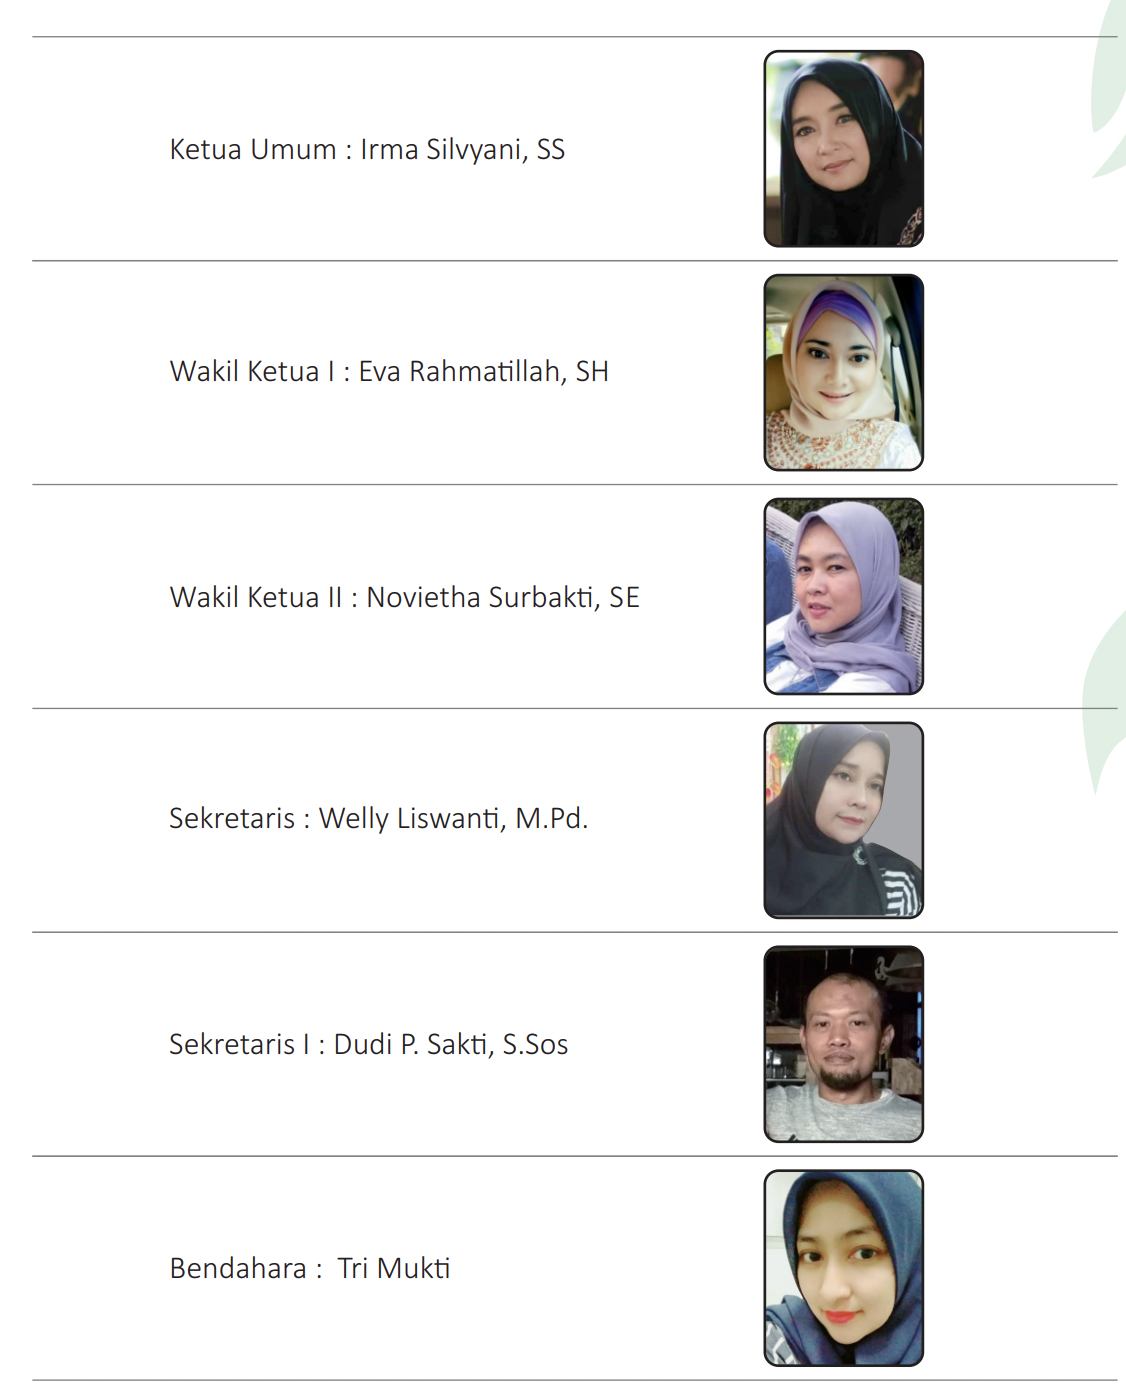 Ketua Umum : Irma Silvyani, SS
Wakil Ketua I : Eva Rahmatillah, SH
Wakil Ketua II : Novietha Surbakti, SE
Sekretaris : Welly Liswanti, M.Pd.
Sekretaris I : Dudi P. Sakti, S.Sos
Bendahara :  Tri Mukti